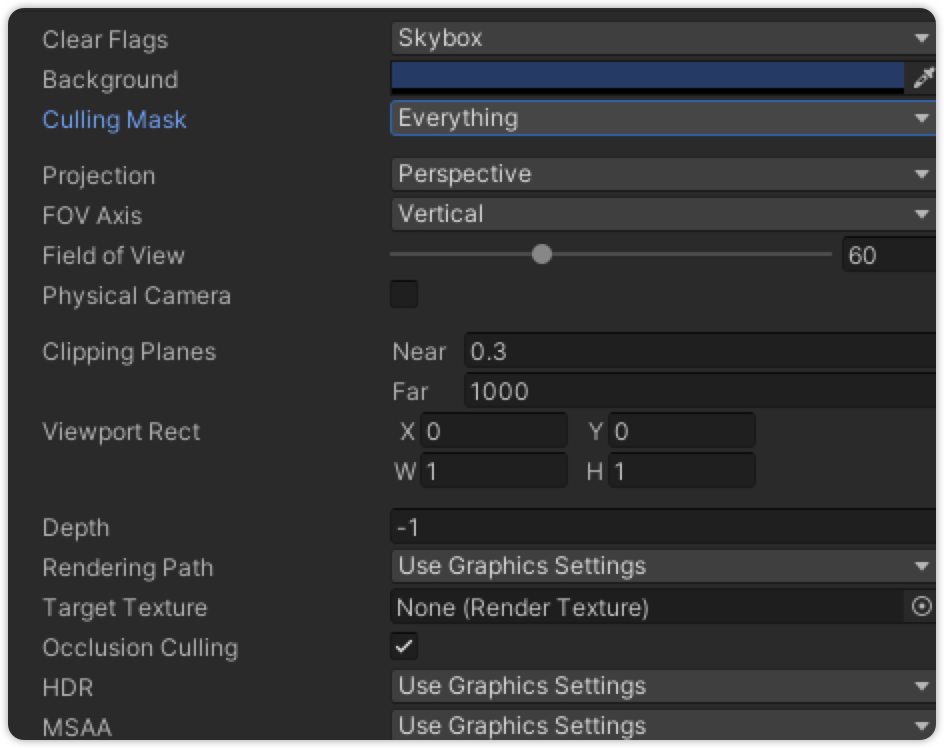 Clear Flags Skybox
Background
Culling Mask Everything
Projection Perspective
FOV Axis Vertical
Field of View 60
Physical Camera
Clipping Planes Near 0.3
Far 1000
Viewport Rect X 0 Y 0
W 1 H 1
Depth -1
Rendering Path Use Graphics Settings
Target Texture None (Render Texture)
Occlusion Culling
HDR Use Graphics Settings
MSAA Use Graphics Settings